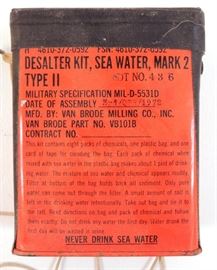 R 4610-372-0592 FSN: 4610-372-0592
DESALTER KIT, SEA WATER, MARK 2
TYPE II LOT NO. 436
MILITARY SPECIFICATION MIL-D-5531D
DATE OF ASSEMBLY 1972
MFD. BY: VAN BRODE MILLING CO., INC.
VAN BRODE PART NO. VB101B
CONTRACT NO.
This kit contains eight packs of chemicals, one plastic bag, and one
card of tape for mending the bag. Each pack of chemical when
mixed with sea water in the plastic bag makes about 1 pint of drink-
ing water. The mixture of sea water and chemical appears muddy.
Filter at bottom of the bag holds back all sediment. Only pure
water can come out through the filter. A small amount of salt is
left in the drinking water intentionally. Take out bag and tie it to
the raft. Read directions on bag and pack of chemical and follow
them exactly. Do not drink any water the first day. Water drunk
the first day will be wasted as urine.
NEVER DRINK SEA WATER